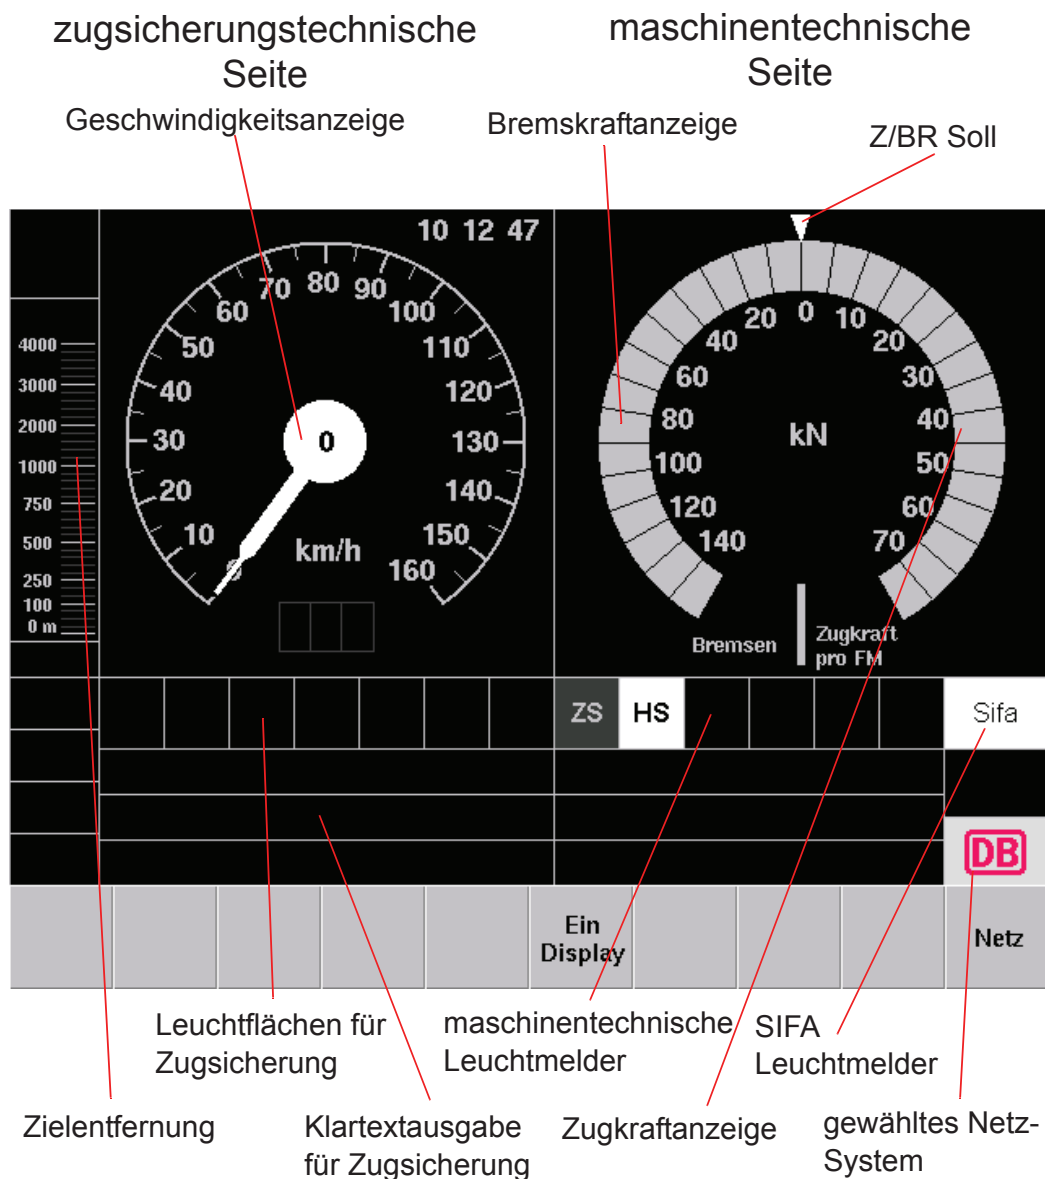 zugsicherungstechnische
Seite
maschinentechnische
Seite
Geschwindigkeitsanzeige
Bremskraftanzeige
Z/BR Soll
10 12 47
4000
3000
2000
1000
750
500
250
100
0 m
0
10
20
30
40
50
60
70
80
90
100
110
120
130
140
150
160
0
km/h
140
120
100
80
60
40
20
0
10
20
30
40
50
60
70
kN
Bremsen
Zugkraft
pro FM
ZS
HS
Sifa
DB
Ein
Display
Netz
Leuchtflächen für
Zugsicherung
maschinentechnische
Leuchtmelder
SIFA
Leuchtmelder
Zielentfernung
Klartextausgabe
für Zugsicherung
Zugkraftanzeige
gewähltes Netz-
System